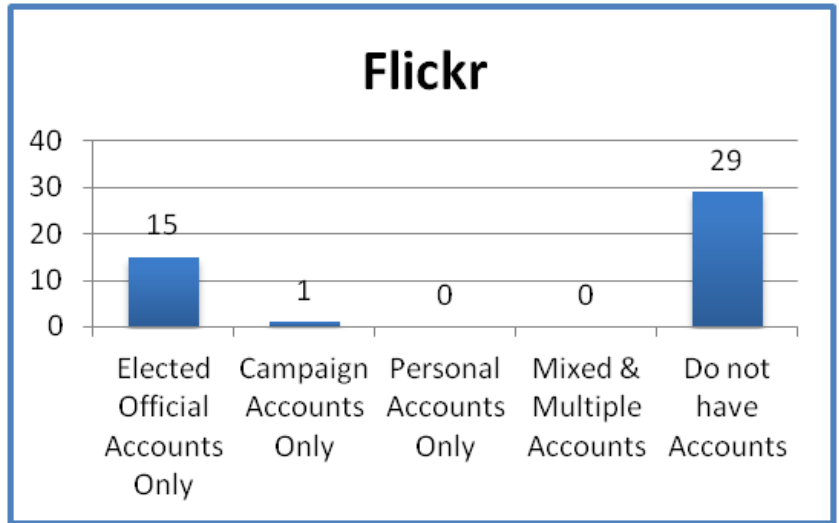 Flickr
40
30
20
10
0
15
1
0
0
29
Elected
Official
Accounts
Only
Campaign
Accounts
Only
Personal
Accounts
Only
Mixed &
Multiple
Accounts
Do not
have
Accounts